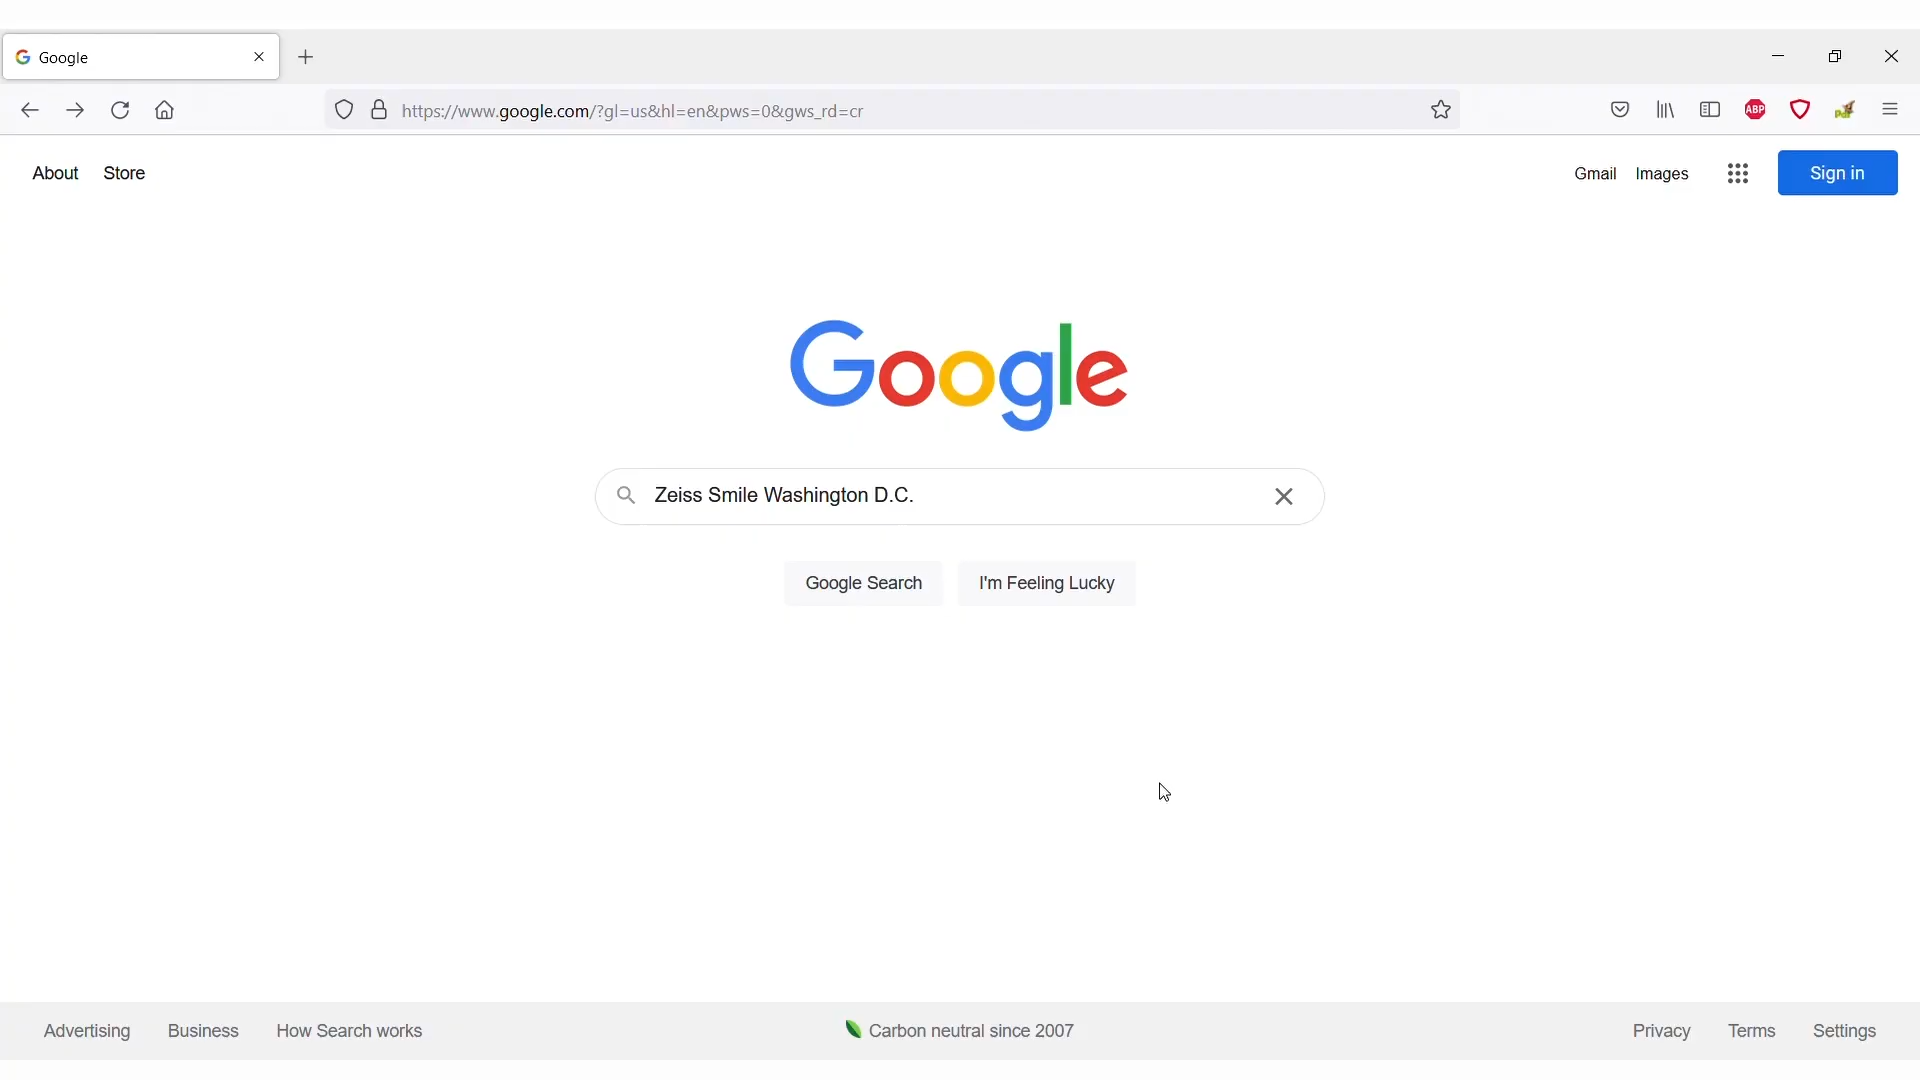 Google
https://www.google.com/?gl=us&hl=en&pws=0&gws_rd=cr
ABP
About Store Gmail Images Sign in
Google
Zeiss Smile Washington D.C.
Google Search I'm Feeling Lucky
Advertising Business How Search works Carbon neutral since 2007 Privacy Terms Settings